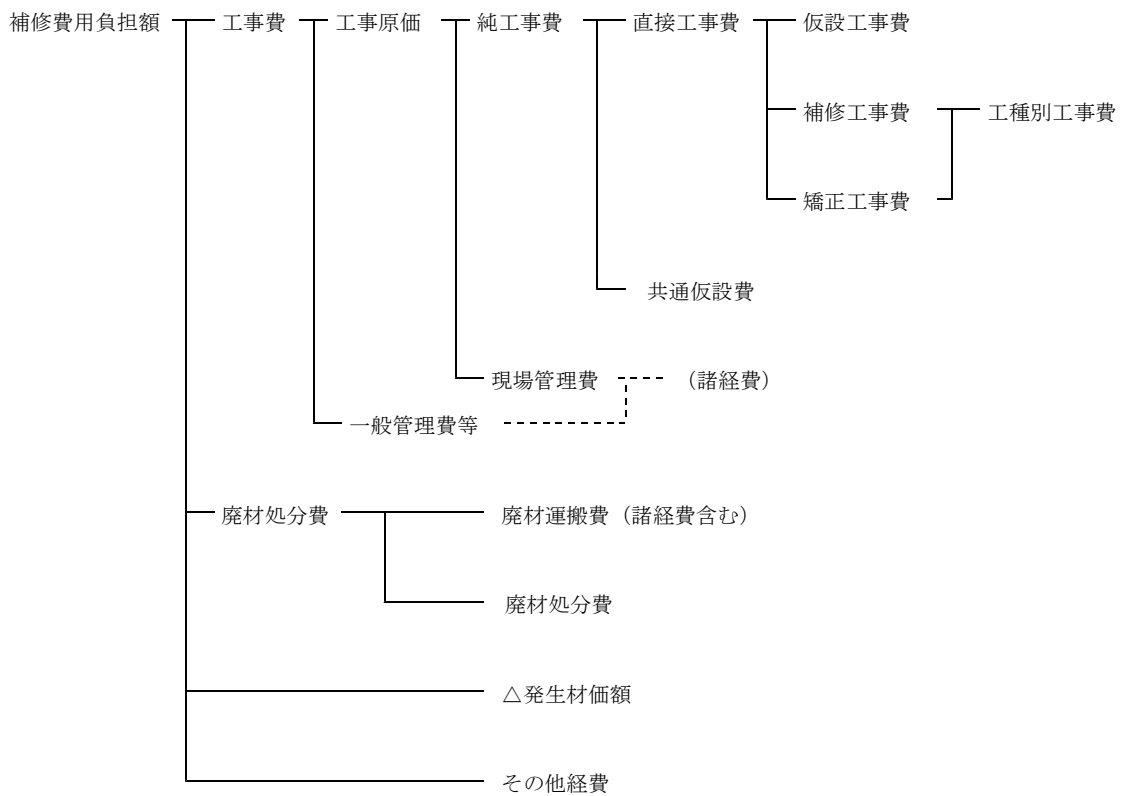 補修費用負担額 工事費 工事原価 純工事費 直接工事費 仮設工事費
補修工事費 工種別工事費
矯正工事費
共通仮設費
現場管理費 (諸経費)
一般管理費等
廃材処分費 廃材運搬費(諸経費含む)
廃材処分費
△発生材価額
その他経費